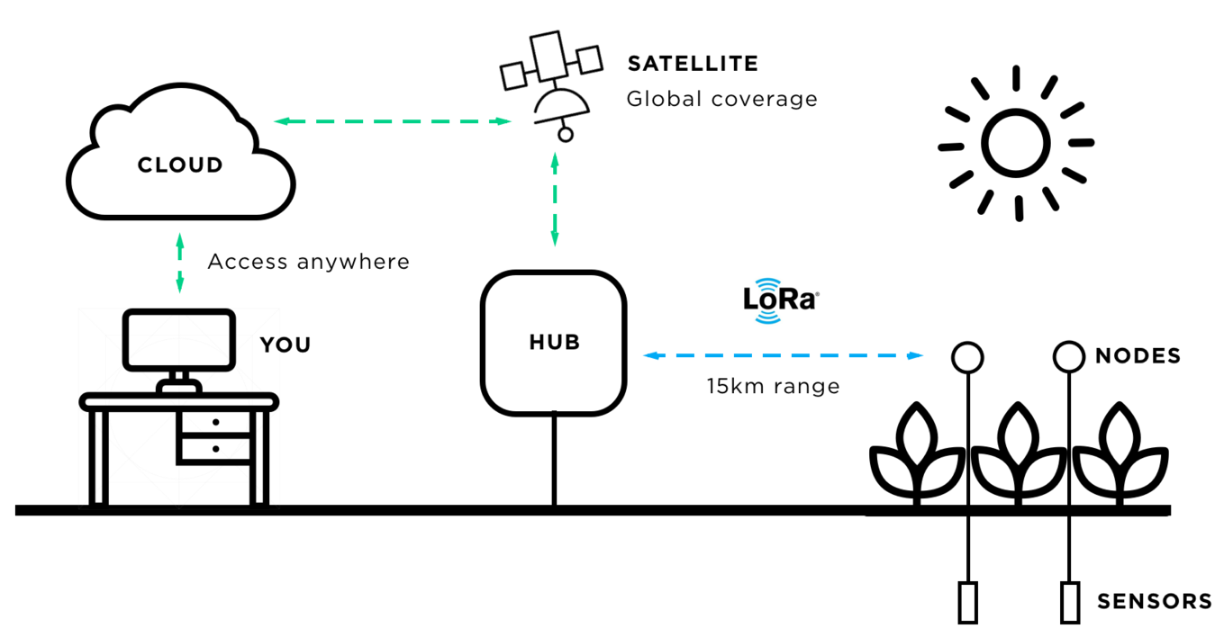 SATELLITE
Global coverage
CLOUD
Access anywhere
LoRa®
YOU
HUB
NODES
15km range
SENSORS